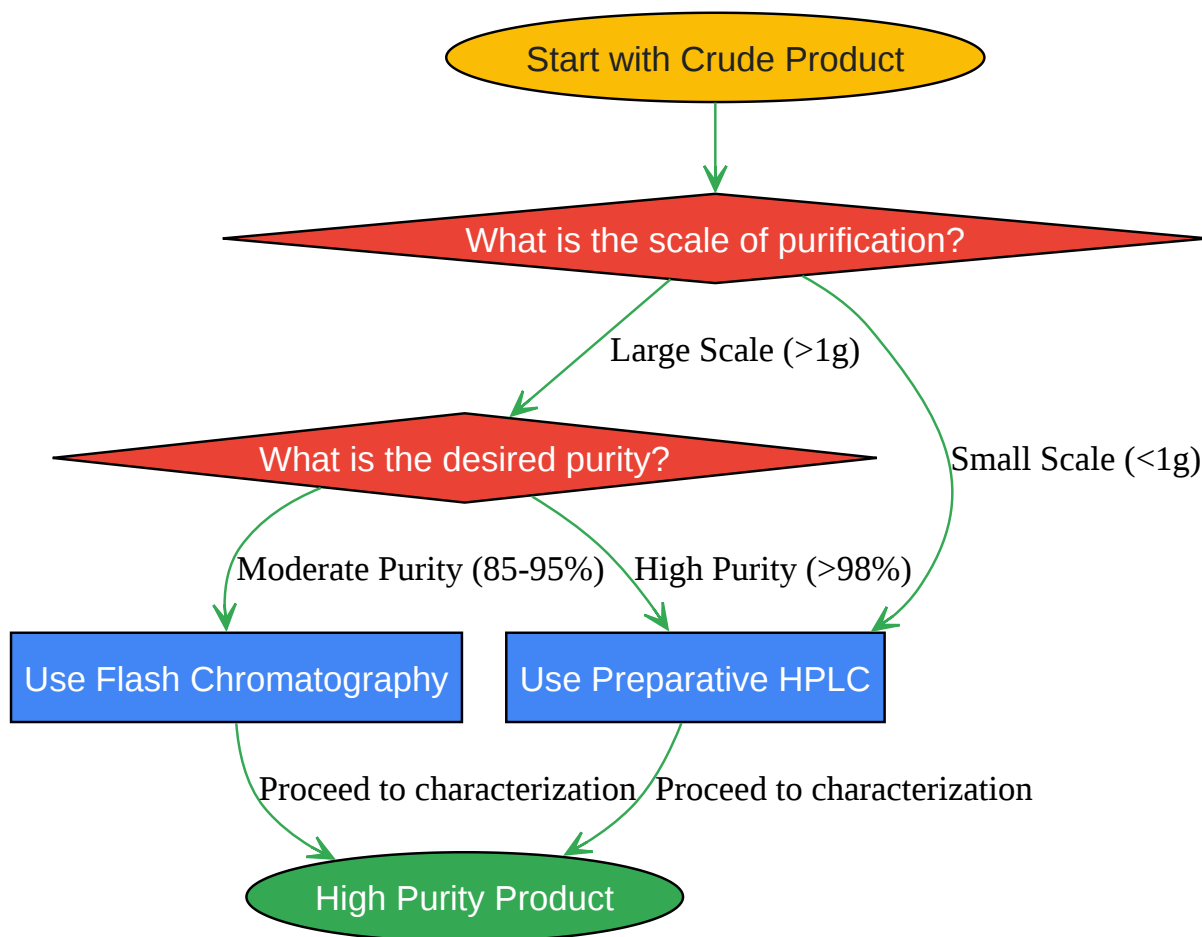 Start with Crude Product
What is the scale of purification?
Large Scale (>1g)
What is the desired purity?
Small Scale (<1g)
Moderate Purity (85-95%)
High Purity (>98%)
Use Flash Chromatography
Use Preparative HPLC
Proceed to characterization
Proceed to characterization
High Purity Product